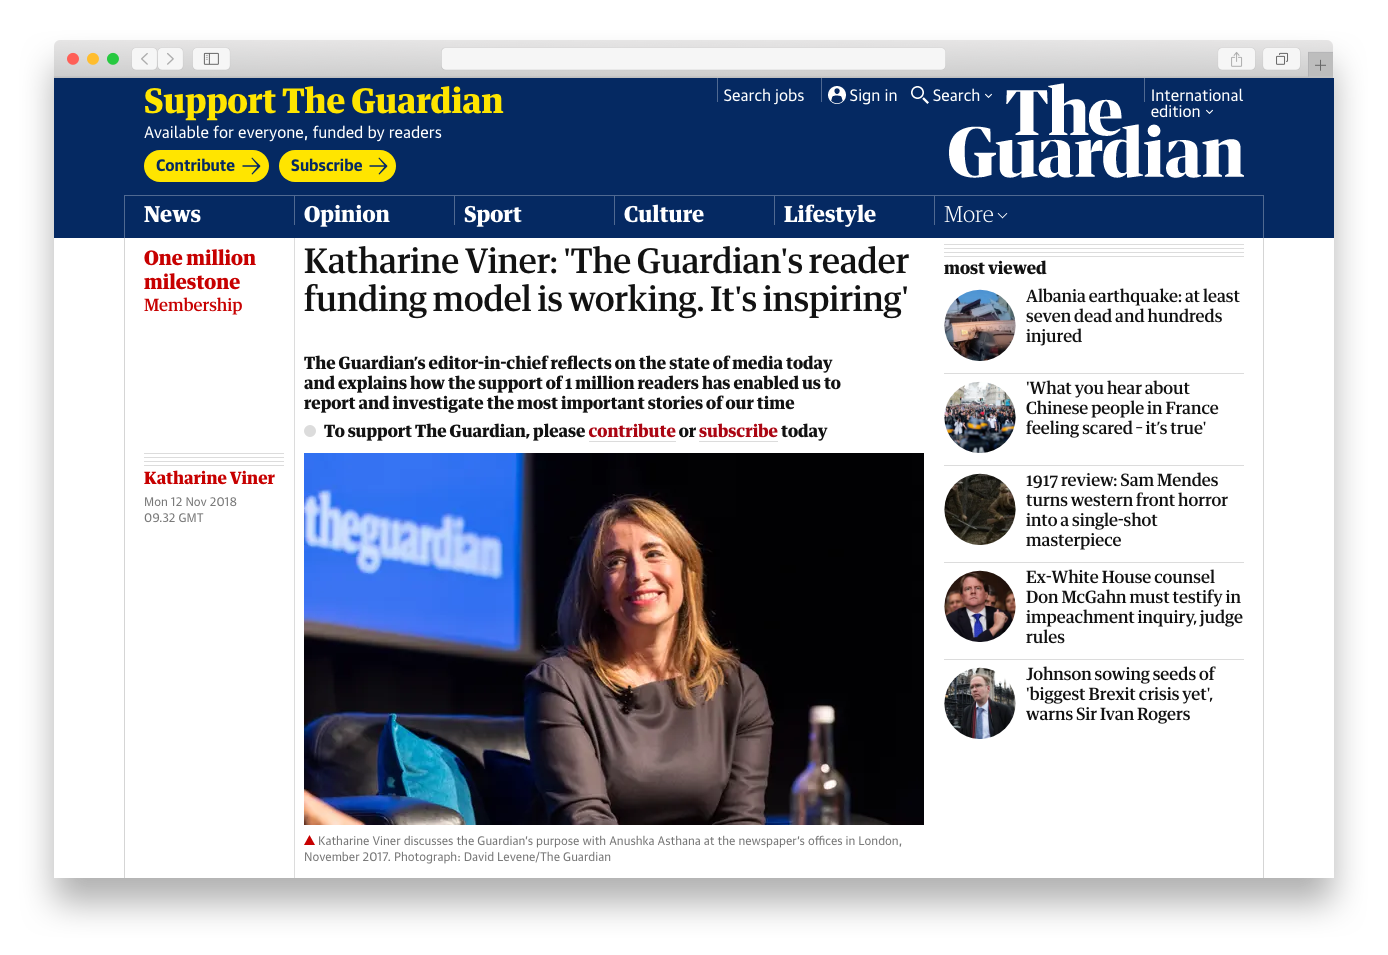 Support The Guardian
Available for everyone, funded by readers
Contribute
Subscribe
Search jobs
Sign in
Search
International
edition
The
Guardian
News
Opinion
Sport
Culture
Lifestyle
More
One million
milestone
Membership
Katharine Viner: 'The Guardian's reader
funding model is working. It's inspiring'
The Guardian's editor-in-chief reflects on the state of media today
and explains how the support of 1 million readers has enabled us to
report and investigate the most important stories of our time
To support The Guardian, please contribute or subscribe today
Katharine Viner
Mon 12 Nov 2018
09.32 GMT
theguardian
Katharine Viner discusses the Guardian's purpose with Anushka Asthana at the newspaper's offices in London,
November 2017. Photograph: David Levene/The Guardian
most viewed
Albania earthquake: at least
seven dead and hundreds
injured
'What you hear about
Chinese people in France
feeling scared – it's true'
1917 review: Sam Mendes
turns western front horror
into a single-shot
masterpiece
Ex-White House counsel
Don McGahn must testify in
impeachment inquiry, judge
rules
Johnson sowing seeds of
'biggest Brexit crisis yet',
warns Sir Ivan Rogers